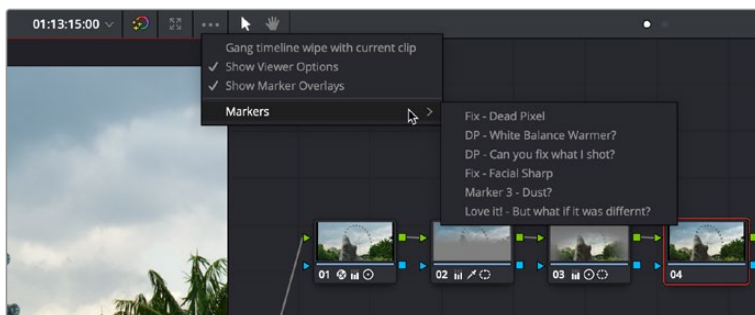 01:13:15:00
Gang timeline wipe with current clip
Show Viewer Options
Show Marker Overlays
Markers
Fix - Dead Pixel
DP - White Balance Warmer?
DP - Can you fix what I shot?
Fix - Facial Sharp
Marker 3 - Dust?
Love it! - But what if it was differnt?
01
02
03
04